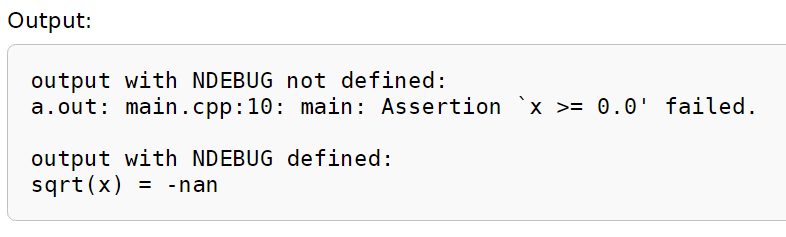 Output:
output with NDEBUG not defined:
a.out: main.cpp:10: main: Assertion `x >= 0.0' failed.
output with NDEBUG defined:
sqrt(x) = -nan